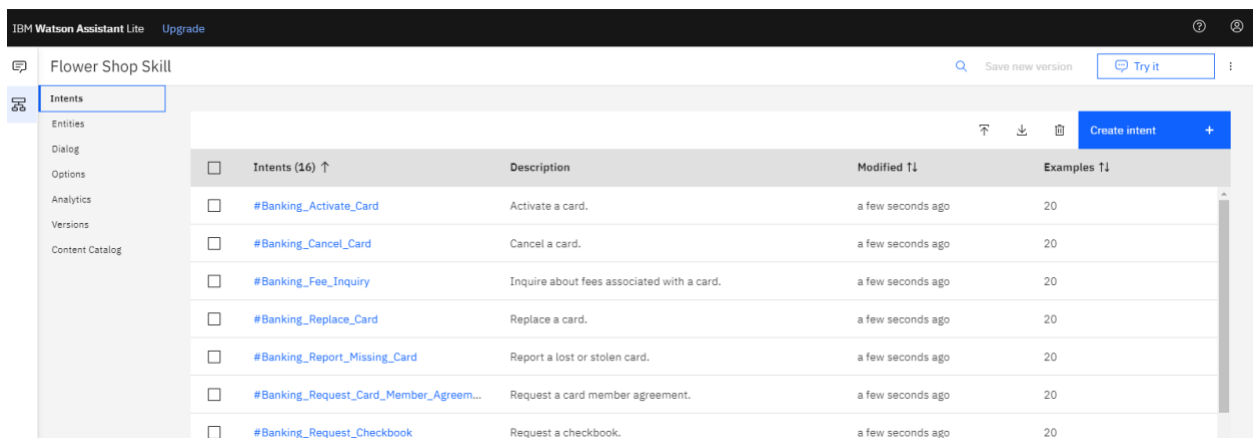 IBM Watson Assistant Lite Upgrade
Flower Shop Skill Save new version Try it
Intents
Entities
Dialog
Options
Analytics
Versions
Content Catalog
Create intent +
Intents (16) ↑ Description Modified ↑↓ Examples ↑↓
#Banking_Activate_Card Activate a card. a few seconds ago 20
#Banking_Cancel_Card Cancel a card. a few seconds ago 20
#Banking_Fee_Inquiry Inquire about fees associated with a card. a few seconds ago 20
#Banking_Replace_Card Replace a card. a few seconds ago 20
#Banking_Report_Missing_Card Report a lost or stolen card. a few seconds ago 20
#Banking_Request_Card_Member_Agreem... Request a card member agreement. a few seconds ago 20
#Banking_Request_Checkbook Request a checkbook. a few seconds ago 20